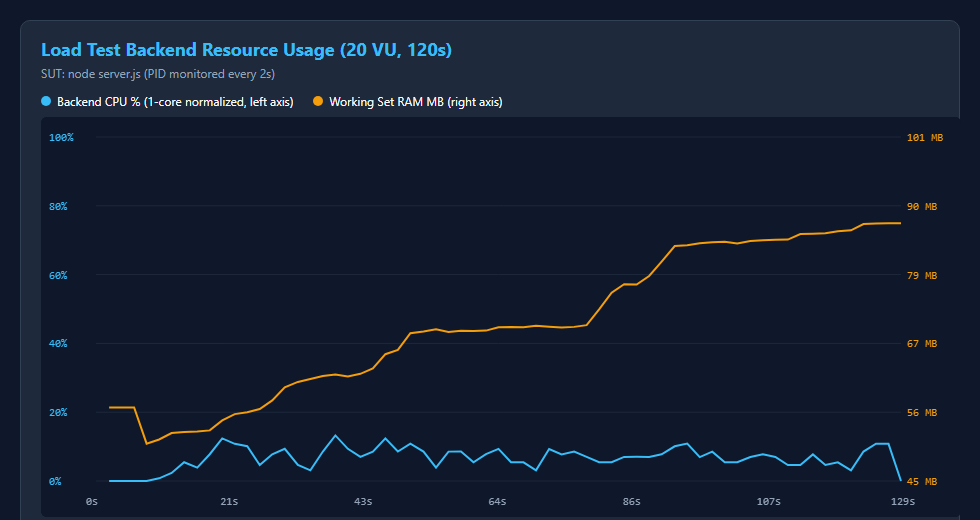 Load Test Backend Resource Usage (20 VU, 120s)
SUT: node server.js (PID monitored every 2s)
Backend CPU % (1-core normalized, left axis) Working Set RAM MB (right axis)
100% 101 MB
80% 90 MB
60% 79 MB
40% 67 MB
20% 56 MB
0% 45 MB
0s 21s 43s 64s 86s 107s 129s